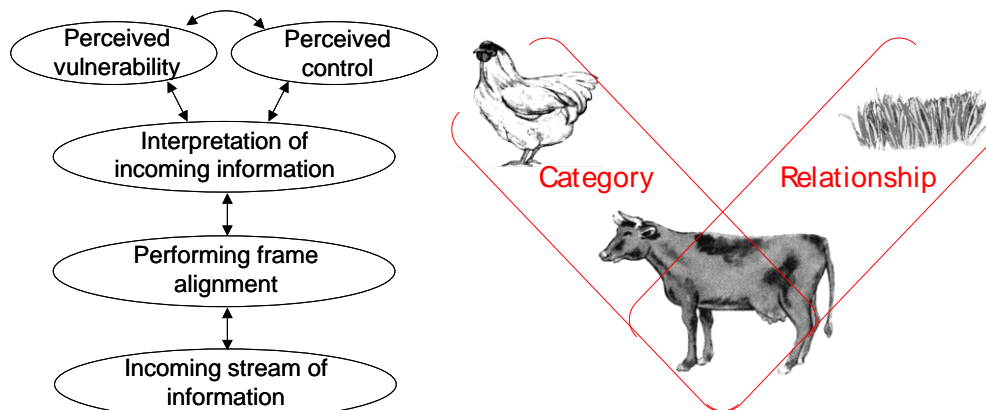 Perceived
vulnerability
Perceived
control
Interpretation of
incoming information
Performing frame
alignment
Incoming stream of
information
Category
Relationship